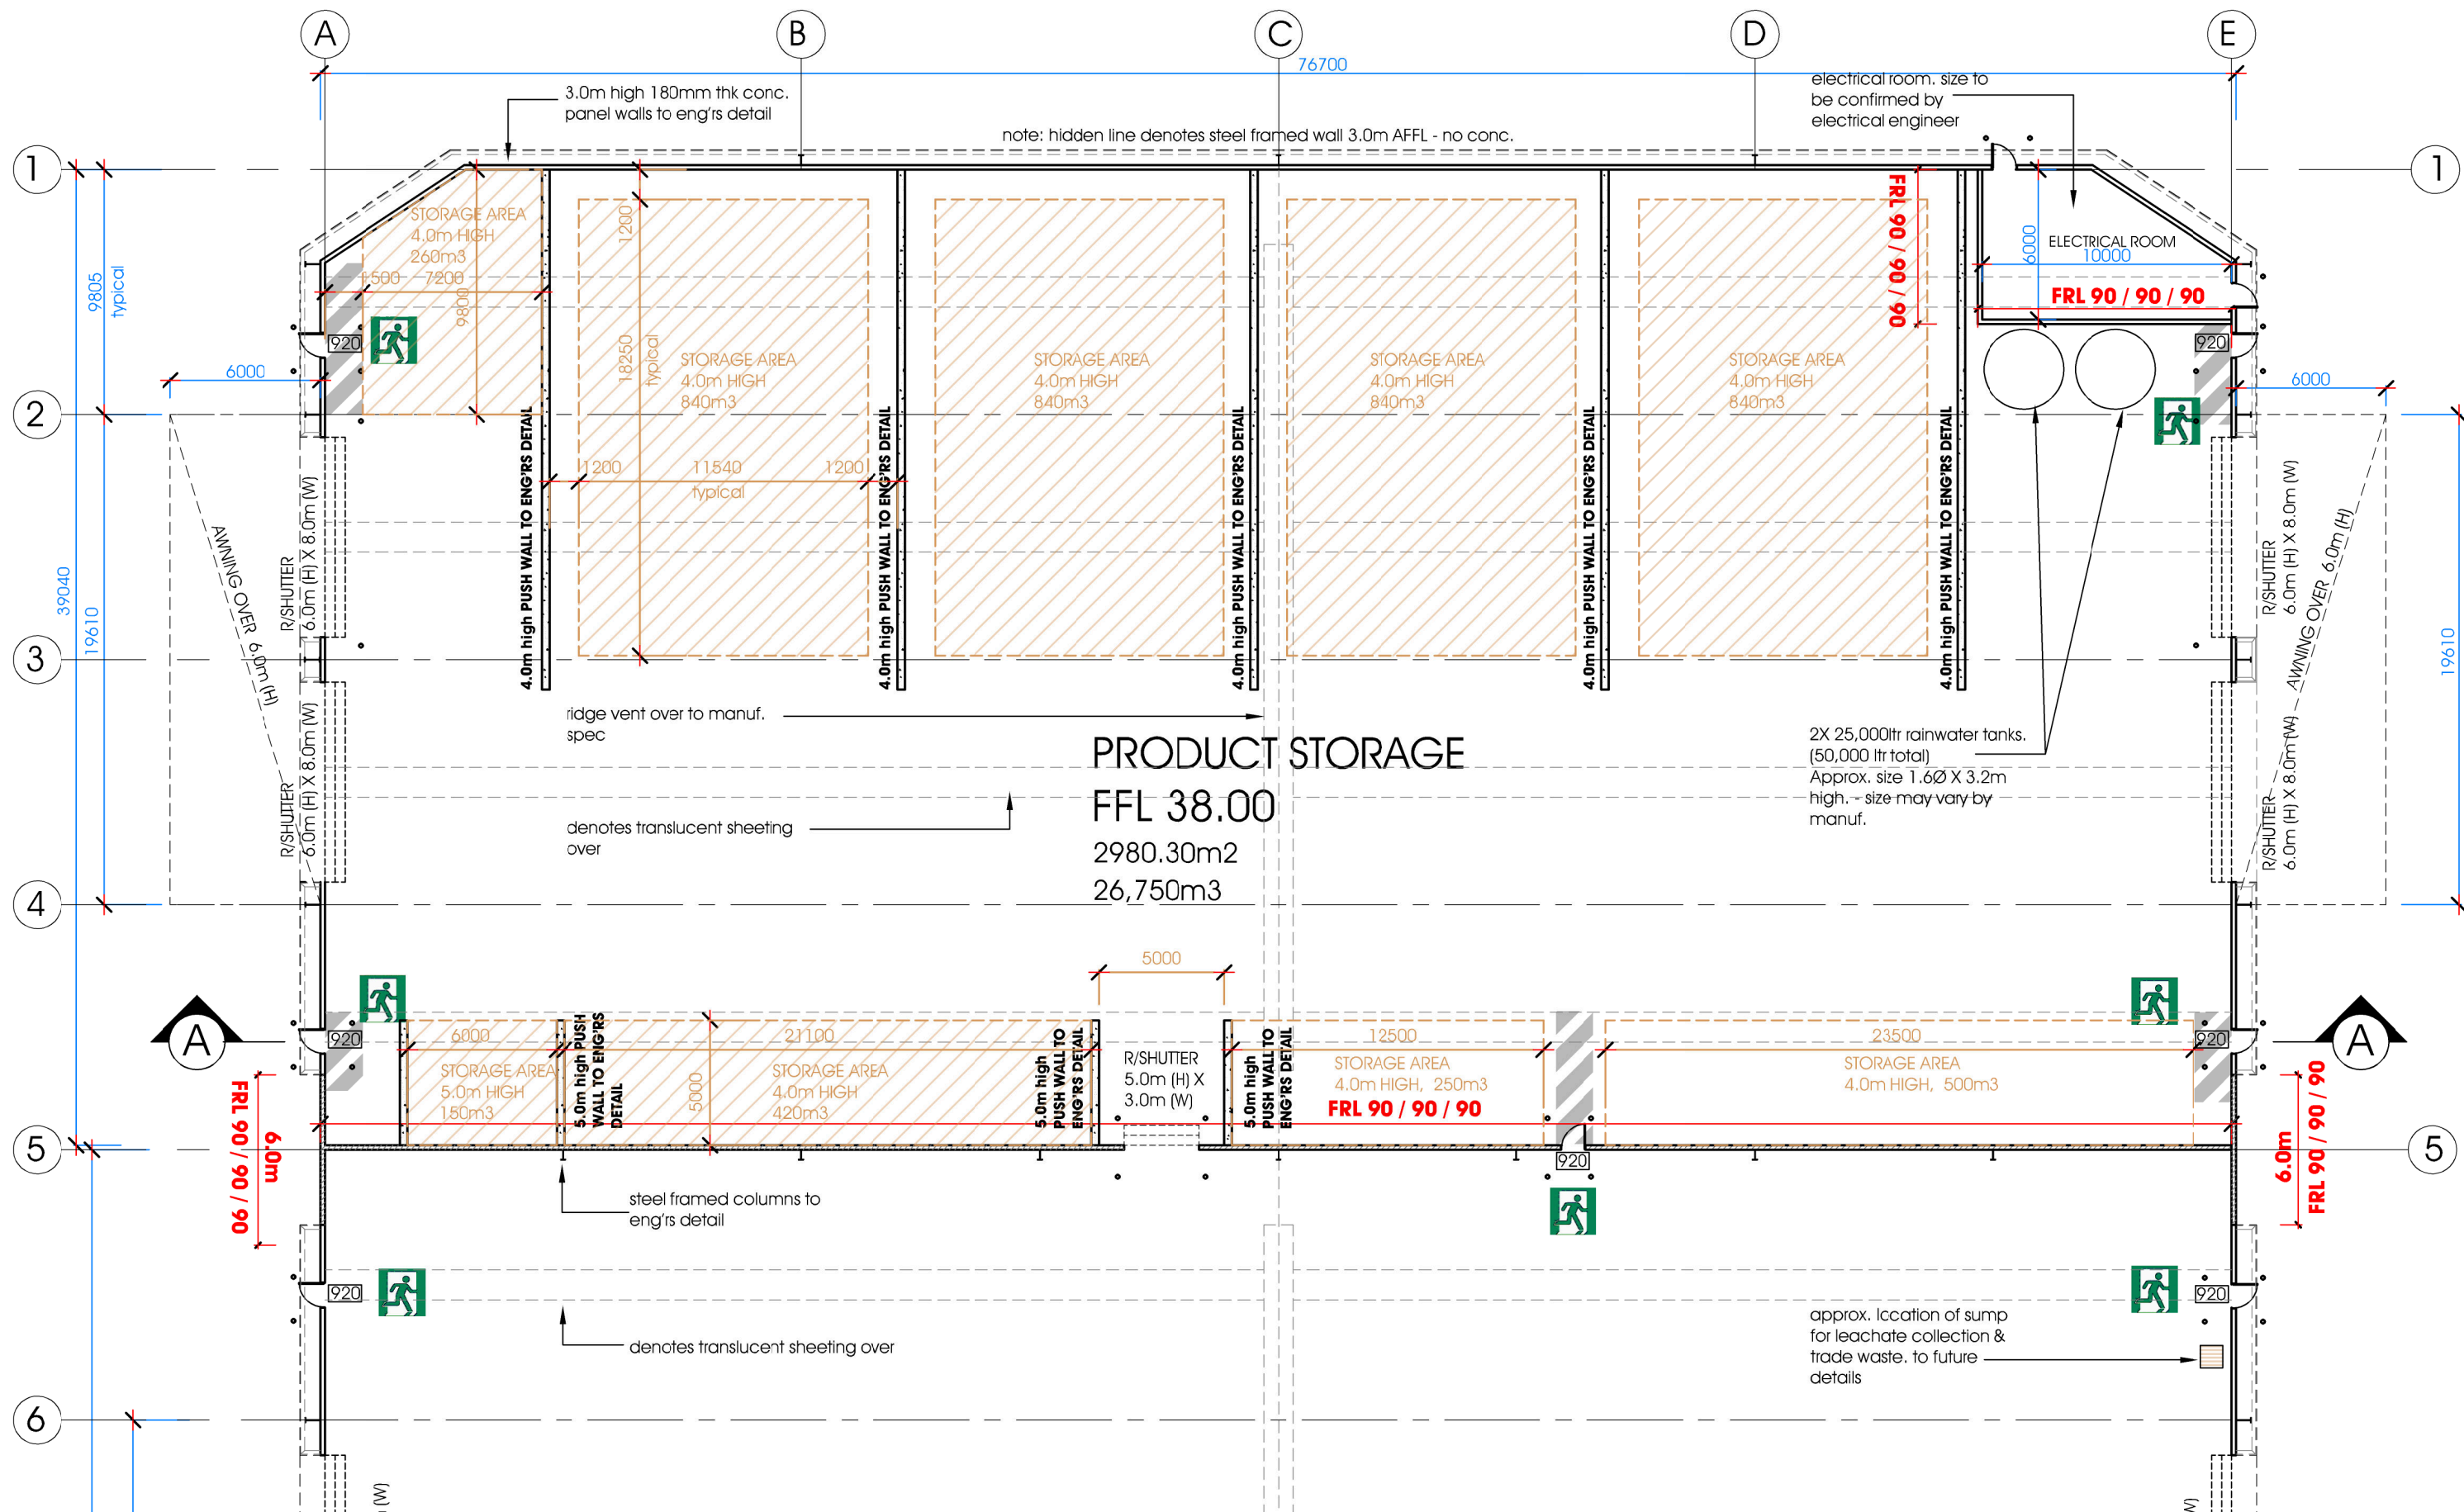 A
B
C
D
E
76700
3.0m high 180mm thk conc.
panel walls to eng'rs detail
note: hidden line denotes steel framed wall 3.0m AFFL - no conc.
electrical room. size to
be confirmed by
electrical engineer
1
1
STORAGE AREA
4.0m HIGH
260m3
500
7200
9800
1200
18250
typical
FRL 90 / 90 / 90
6000
ELECTRICAL ROOM
10000
FRL 90 / 90 / 90
9805
typical
920
920
6000
6000
STORAGE AREA
4.0m HIGH
840m3
STORAGE AREA
4.0m HIGH
840m3
STORAGE AREA
4.0m HIGH
840m3
STORAGE AREA
4.0m HIGH
840m3
2
2
1200
11540
1200
typical
4.0m high PUSH WALL TO ENG'RS DETAIL
4.0m high PUSH WALL TO ENG'RS DETAIL
4.0m high PUSH WALL TO ENG'RS DETAIL
4.0m high PUSH WALL TO ENG'RS DETAIL
4.0m high PUSH WALL TO ENG'RS DETAIL
39040
19610
AWNING OVER 6.0m (H)
R/SHUTTER
6.0m (H) X 8.0m (W)
R/SHUTTER
6.0m (H) X 8.0m (W)
AWNING OVER 6.0m (H)
19610
3
R/SHUTTER
6.0m (H) X 8.0m (W)
R/SHUTTER
6.0m (H) X 8.0m (W)
ridge vent over to manuf.
spec
PRODUCT STORAGE
FFL 38.00
2980.30m2
26,750m3
denotes translucent sheeting
over
2X 25,000ltr rainwater tanks.
(50,000 ltr total)
Approx. size 1.6Ø X 3.2m
high. - size may vary by
manuf.
4
5000
A
920
6000
STORAGE AREA
5.0m HIGH
150m3
5.0m high PUSH
WALL TO ENG'RS
DETAIL
5000
21100
STORAGE AREA
4.0m HIGH
420m3
5.0m high
PUSH WALL TO
ENG'RS DETAIL
R/SHUTTER
5.0m (H) X
3.0m (W)
5.0m high
PUSH WALL TO
ENG'RS DETAIL
12500
STORAGE AREA
4.0m HIGH, 250m3
FRL 90 / 90 / 90
23500
STORAGE AREA
4.0m HIGH, 500m3
920
A
FRL 90 / 90 / 90
6.0m
6.0m
FRL 90 / 90 / 90
5
5
920
steel framed columns to
eng'rs detail
920
920
denotes translucent sheeting over
approx. location of sump
for leachate collection &
trade waste. to future
details
6
(W)